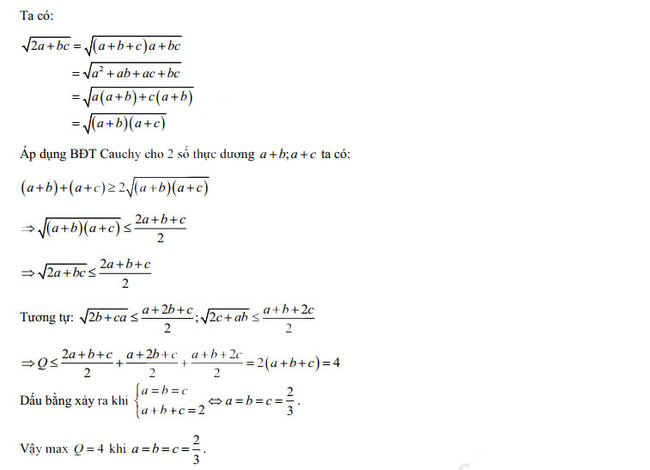 Ta có:
√(2a+bc) = √((a+b+c)a+bc)
= √(a²+ab+ac+bc)
= √(a(a+b)+c(a+b))
= √((a+b)(a+c))
Áp dụng BĐT Cauchy cho 2 số thực dương a+b;a+c ta có:
(a+b)+(a+c) ≥ 2√((a+b)(a+c))
⇒ √((a+b)(a+c)) ≤ (2a+b+c)/2
⇒ √(2a+bc) ≤ (2a+b+c)/2
Tương tự: √(2b+ca) ≤ (a+2b+c)/2; √(2c+ab) ≤ (a+b+2c)/2
⇒ Q ≤ (2a+b+c)/2 + (a+2b+c)/2 + (a+b+2c)/2 = 2(a+b+c) = 4
Dấu bằng xảy ra khi { a=b=c; a+b+c=2 ⇔ a=b=c=2/3.
Vậy max Q=4 khi a=b=c=2/3.